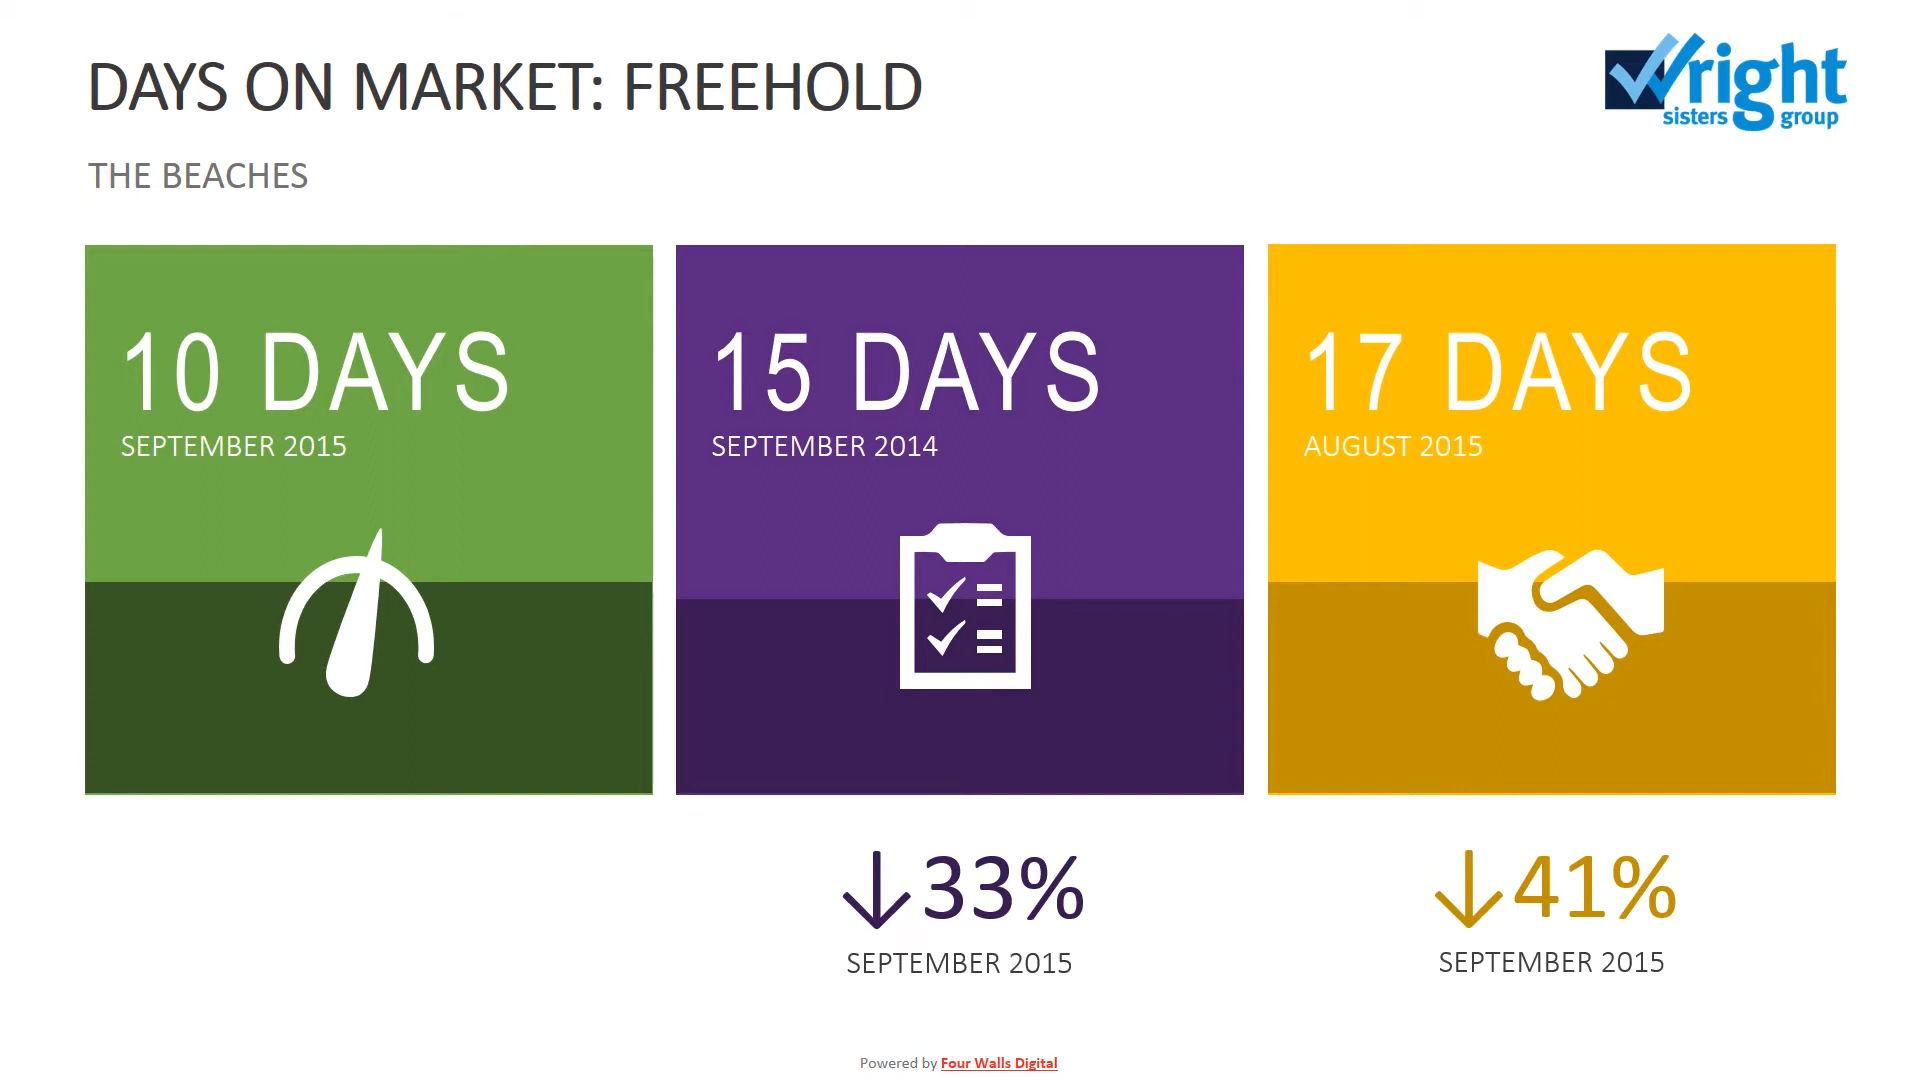 DAYS ON MARKET: FREEHOLD
Wright
sisters group
THE BEACHES
10 DAYS
SEPTEMBER 2015
15 DAYS
SEPTEMBER 2014
17 DAYS
AUGUST 2015
↓33%
SEPTEMBER 2015
↓41%
SEPTEMBER 2015
Powered by Four Walls Digital